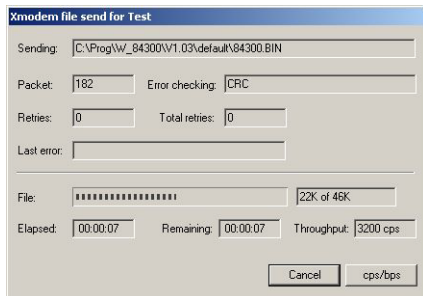 Xmodem file send for Test
Sending: C:\Prog\W_84300\V1.03\default\84300.BIN
Packet: 182 Error checking: CRC
Retries: 0 Total retries: 0
Last error:
File: 22K of 46K
Elapsed: 00:00:07 Remaining: 00:00:07 Throughput: 3200 cps
Cancel cps/bps